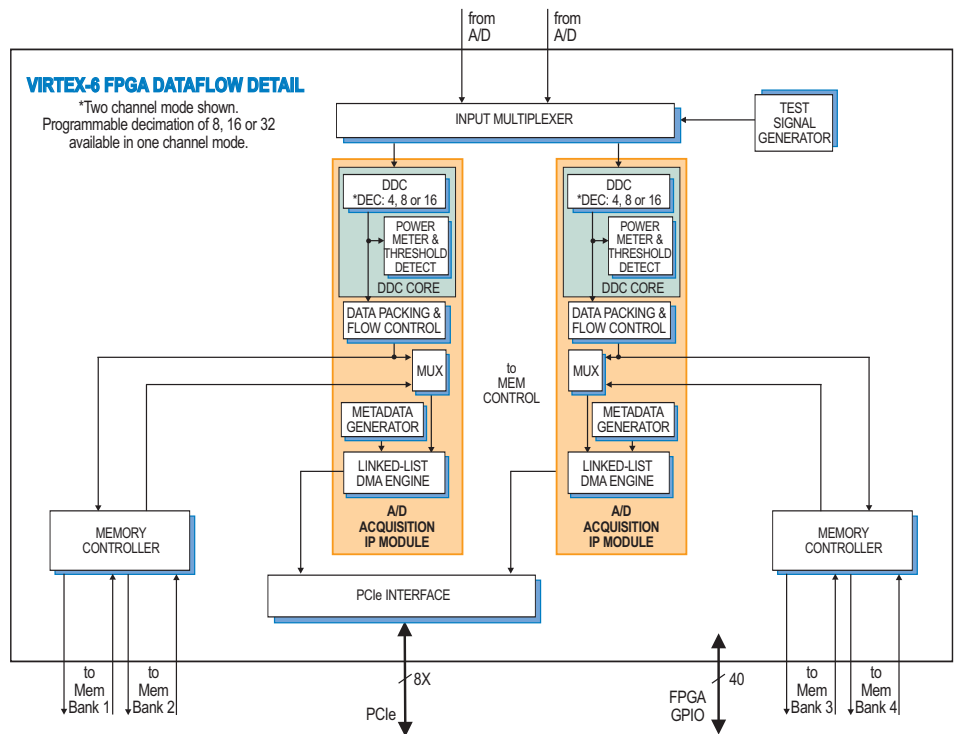 from
A/D
from
A/D
VIRTEX-6 FPGA DATAFLOW DETAIL
*Two channel mode shown.
Programmable decimation of 8, 16 or 32
available in one channel mode.
INPUT MULTIPLEXER
TEST
SIGNAL
GENERATOR
DDC
*DEC: 4, 8 or 16
POWER
METER &
THRESHOLD
DETECT
DDC CORE
DATA PACKING &
FLOW CONTROL
MUX
METADATA
GENERATOR
LINKED-LIST
DMA ENGINE
A/D
ACQUISITION
IP MODULE
to
MEM
CONTROL
DDC
*DEC: 4, 8 or 16
POWER
METER &
THRESHOLD
DETECT
DDC CORE
DATA PACKING &
FLOW CONTROL
MUX
METADATA
GENERATOR
LINKED-LIST
DMA ENGINE
A/D
ACQUISITION
IP MODULE
MEMORY
CONTROLLER
MEMORY
CONTROLLER
PCIe INTERFACE
to
Mem
Bank 1
to
Mem
Bank 2
8X
PCIe
40
FPGA
GPIO
to
Mem
Bank 3
to
Mem
Bank 4